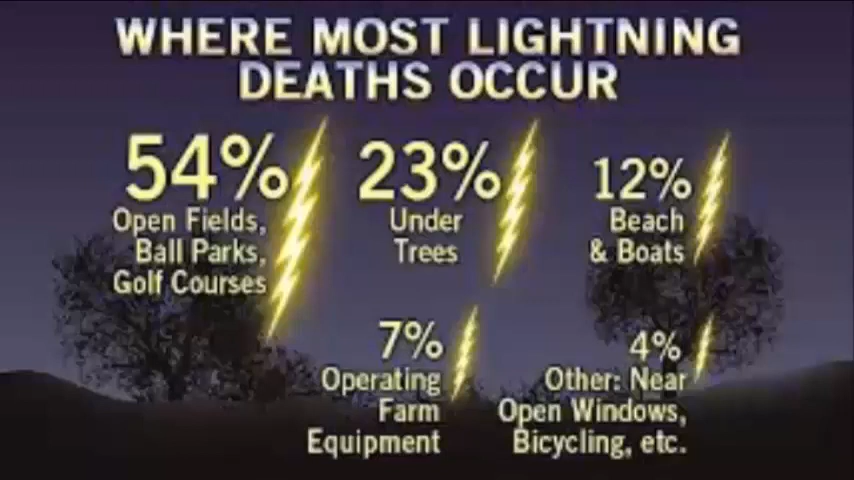 WHERE MOST LIGHTNING
DEATHS OCCUR
54%
Open Fields,
Ball Parks,
Golf Courses
23%
Under
Trees
12%
Beach
& Boats
7%
Operating
Farm
Equipment
4%
Other: Near
Open Windows,
Bicycling, etc.